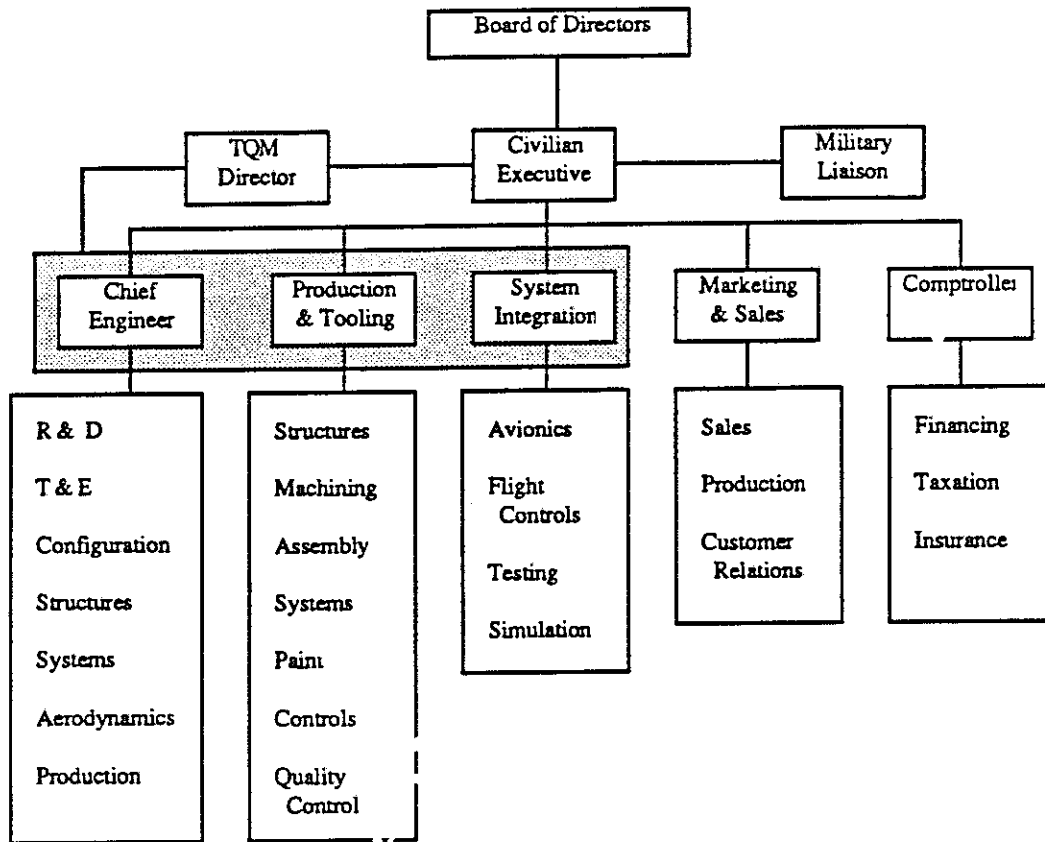 Board of Directors
TQM
Director
Civilian
Executive
Military
Liaison
Chief
Engineer
Production
& Tooling
System
Integration
Marketing
& Sales
Comptroller
R & D
T & E
Configuration
Structures
Systems
Aerodynamics
Production
Structures
Machining
Assembly
Systems
Paint
Controls
Quality
Control
Avionics
Flight
Controls
Testing
Simulation
Sales
Production
Customer
Relations
Financing
Taxation
Insurance